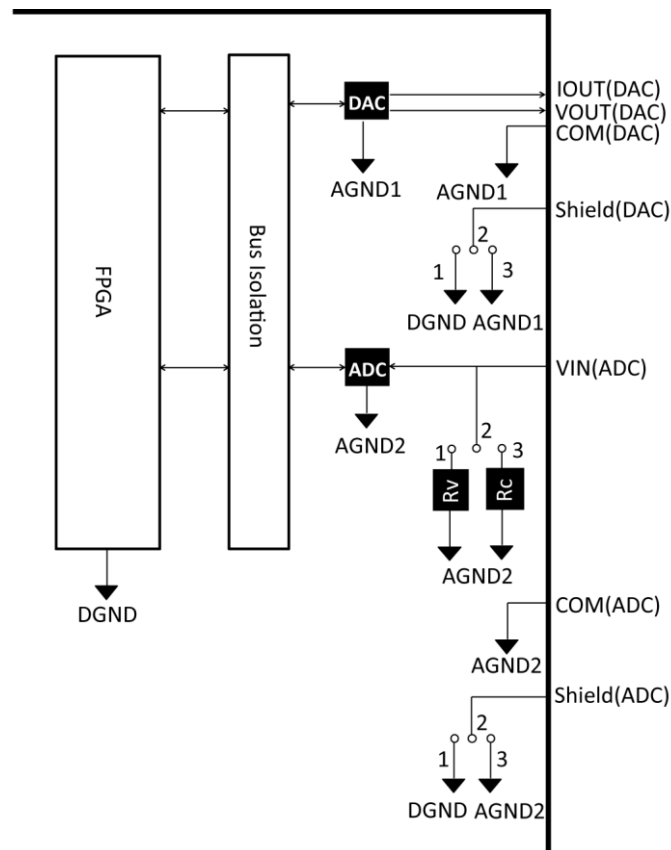 IOUT(DAC)
DAC
VOUT(DAC)
COM(DAC)
AGND1
AGND1
Shield(DAC)
2
1
3
DGND
AGND1
FPGA
Bus Isolation
ADC
VIN(ADC)
AGND2
2
1
3
Rv
Rc
AGND2
DGND
COM(ADC)
AGND2
Shield(ADC)
2
1
3
DGND
AGND2